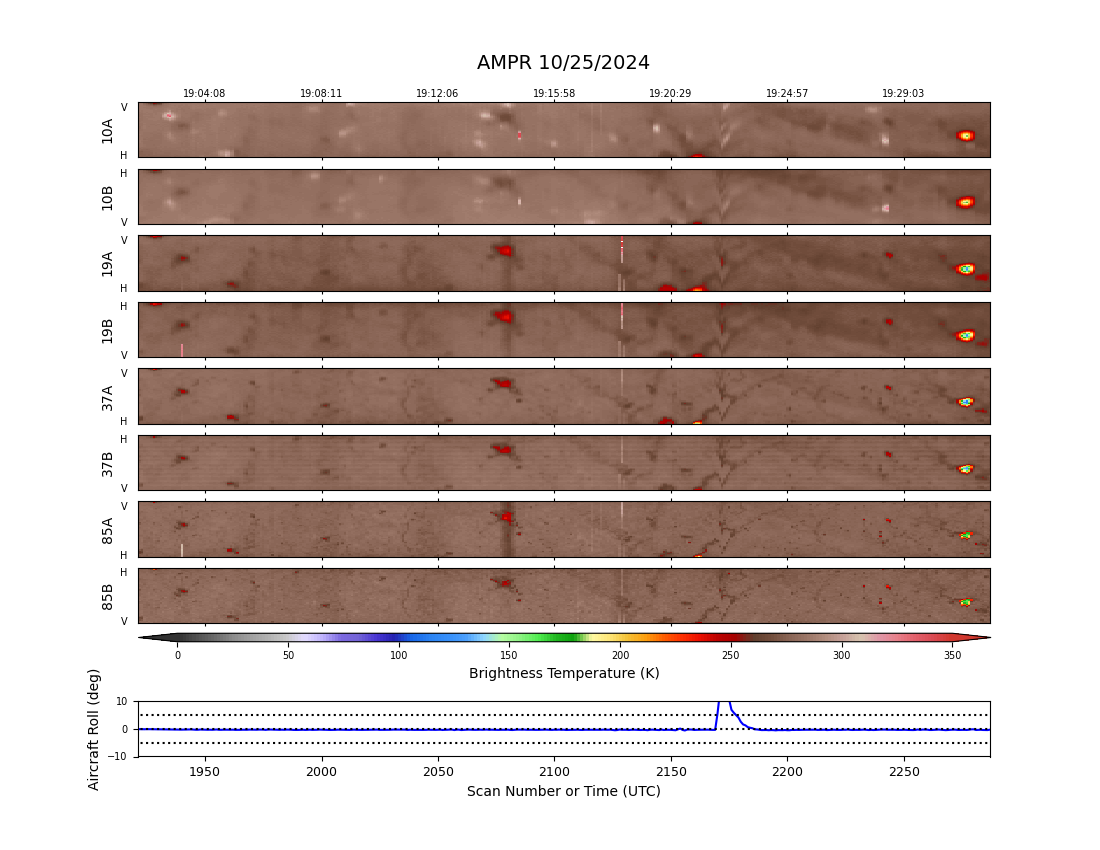 AMPR 10/25/2024
19:04:08 19:08:11 19:12:06 19:15:58 19:20:29 19:24:57 19:29:03
V
10A
H
H
10B
V
V
19A
H
H
19B
V
V
37A
H
H
37B
V
V
85A
H
H
85B
V
0 50 100 150 200 250 300 350
Brightness Temperature (K)
Aircraft Roll (deg)
10
0
−10
1950 2000 2050 2100 2150 2200 2250
Scan Number or Time (UTC)